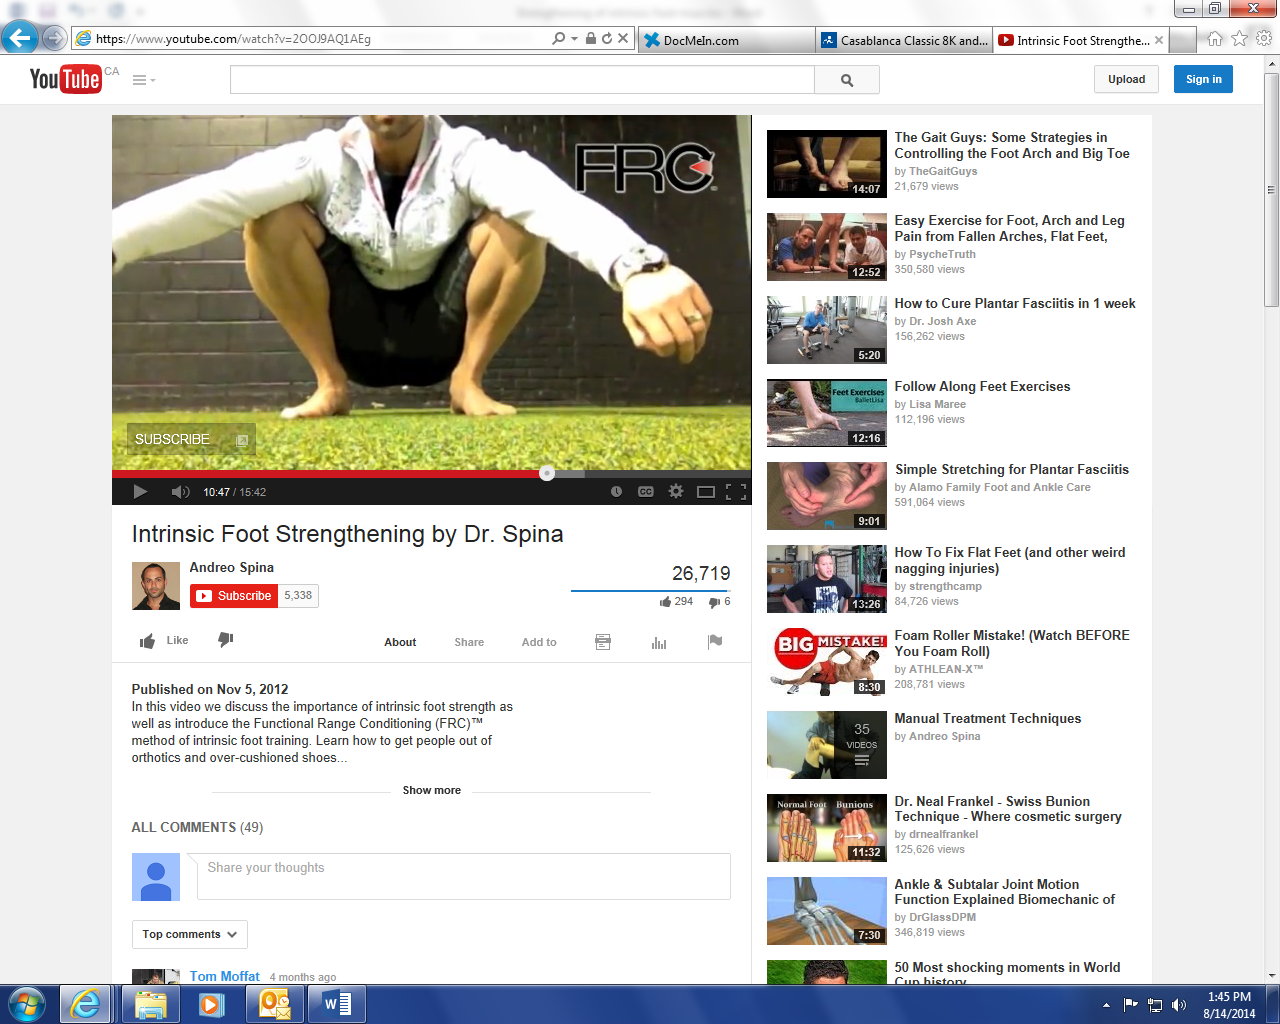 https://www.youtube.com/watch?v=2OOJ9AQ1AEg
DocMeIn.com
Casablanca Classic 8K and...
Intrinsic Foot Strengthe...
YouTube CA
Upload
Sign in
FRC
SUBSCRIBE
10:47 / 15:42
CC
Intrinsic Foot Strengthening by Dr. Spina
Andreo Spina
Subscribe 5,338
26,719
294 6
Like
About
Share
Add to
Published on Nov 5, 2012
In this video we discuss the importance of intrinsic foot strength as
well as introduce the Functional Range Conditioning (FRC)™
method of intrinsic foot training. Learn how to get people out of
orthotics and over-cushioned shoes...
Show more
ALL COMMENTS (49)
Share your thoughts
Top comments
Tom Moffat 4 months ago
14:07
The Gait Guys: Some Strategies in
Controlling the Foot Arch and Big Toe
by TheGaitGuys
21,679 views
12:52
Easy Exercise for Foot, Arch and Leg
Pain from Fallen Arches, Flat Feet,
by PsycheTruth
350,580 views
5:20
How to Cure Plantar Fasciitis in 1 week
by Dr. Josh Axe
156,262 views
Feet Exercises
BalletLisa
12:16
Follow Along Feet Exercises
by Lisa Maree
112,196 views
9:01
Simple Stretching for Plantar Fasciitis
by Alamo Family Foot and Ankle Care
591,064 views
13:26
How To Fix Flat Feet (and other weird
nagging injuries)
by strengthcamp
84,726 views
BIG MISTAKE!
8:30
Foam Roller Mistake! (Watch BEFORE
You Foam Roll)
by ATHLEAN-X™
208,781 views
35
VIDEOS
Manual Treatment Techniques
by Andreo Spina
Normal Foot Bunions
11:32
Dr. Neal Frankel - Swiss Bunion
Technique - Where cosmetic surgery
by drnealfrankel
125,626 views
7:30
Ankle & Subtalar Joint Motion
Function Explained Biomechanic of
by DrGlassDPM
346,819 views
50 Most shocking moments in World
Cup history
1:45 PM
8/14/2014